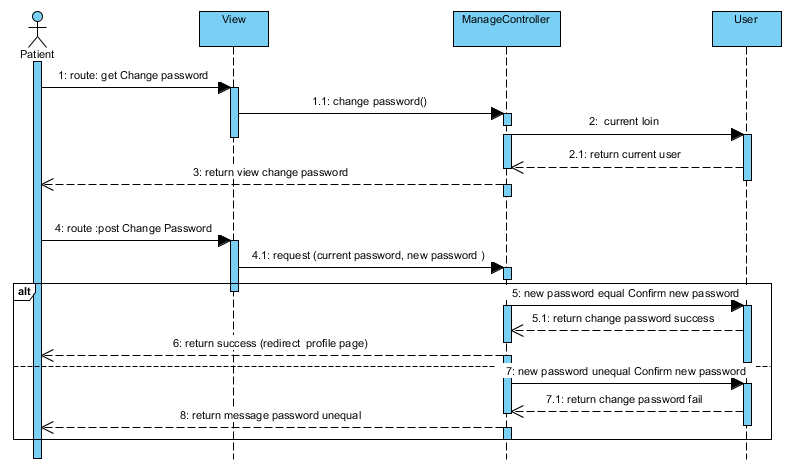 View
ManageController
User
Patient
1: route: get Change password
1.1: change password()
2:  current loin
2.1: return current user
3: return view change password
4: route :post Change Password
4.1: request (current password, new password )
alt
5: new password equal Confirm new password
5.1: return change password success
6: return success (redirect  profile page)
7: new password unequal Confirm new password
7.1: return change password fail
8: return message password unequal